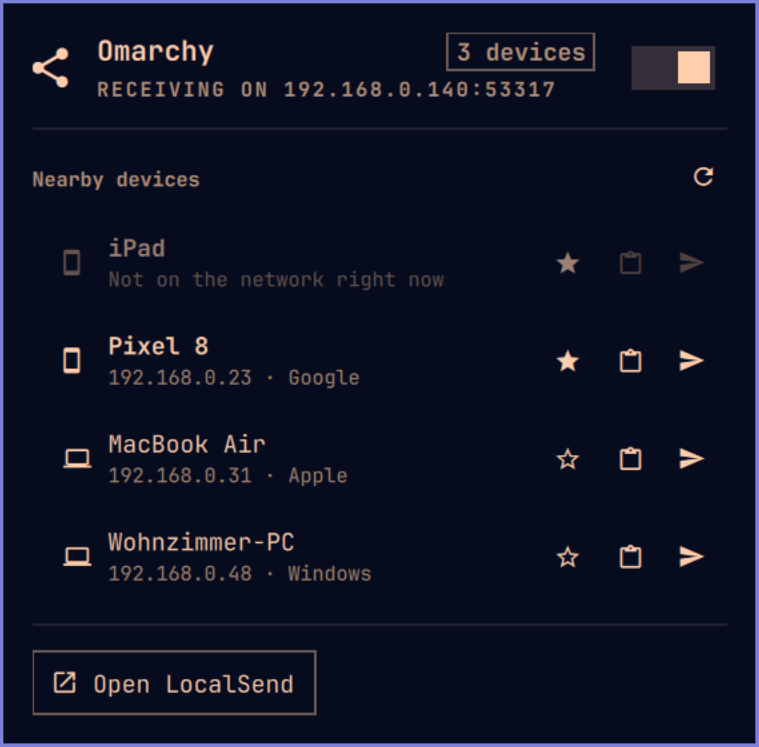 Omarchy
3 devices
RECEIVING ON 192.168.0.140:53317
Nearby devices
iPad
Not on the network right now
Pixel 8
192.168.0.23 · Google
MacBook Air
192.168.0.31 · Apple
Wohnzimmer-PC
192.168.0.48 · Windows
Open LocalSend